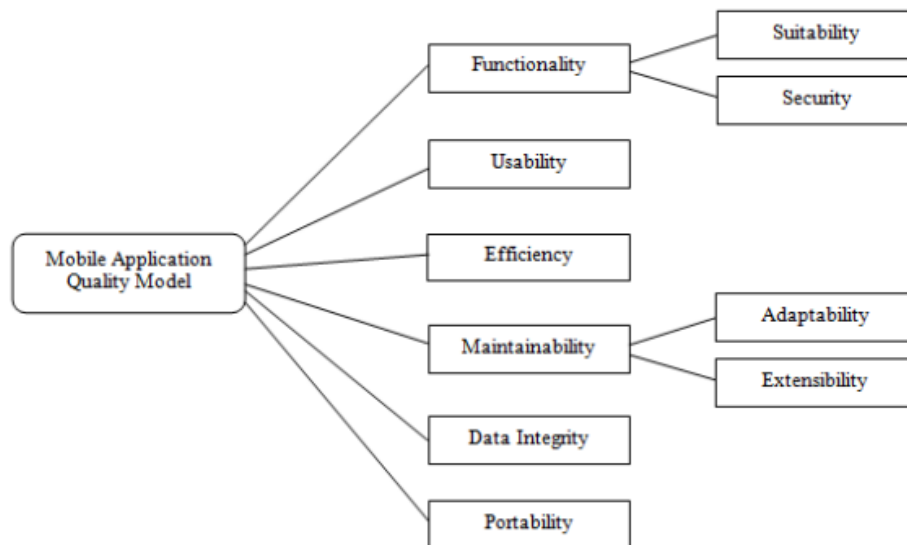 Mobile Application
Quality Model
Functionality
Suitability
Security
Usability
Efficiency
Maintainability
Adaptability
Extensibility
Data Integrity
Portability